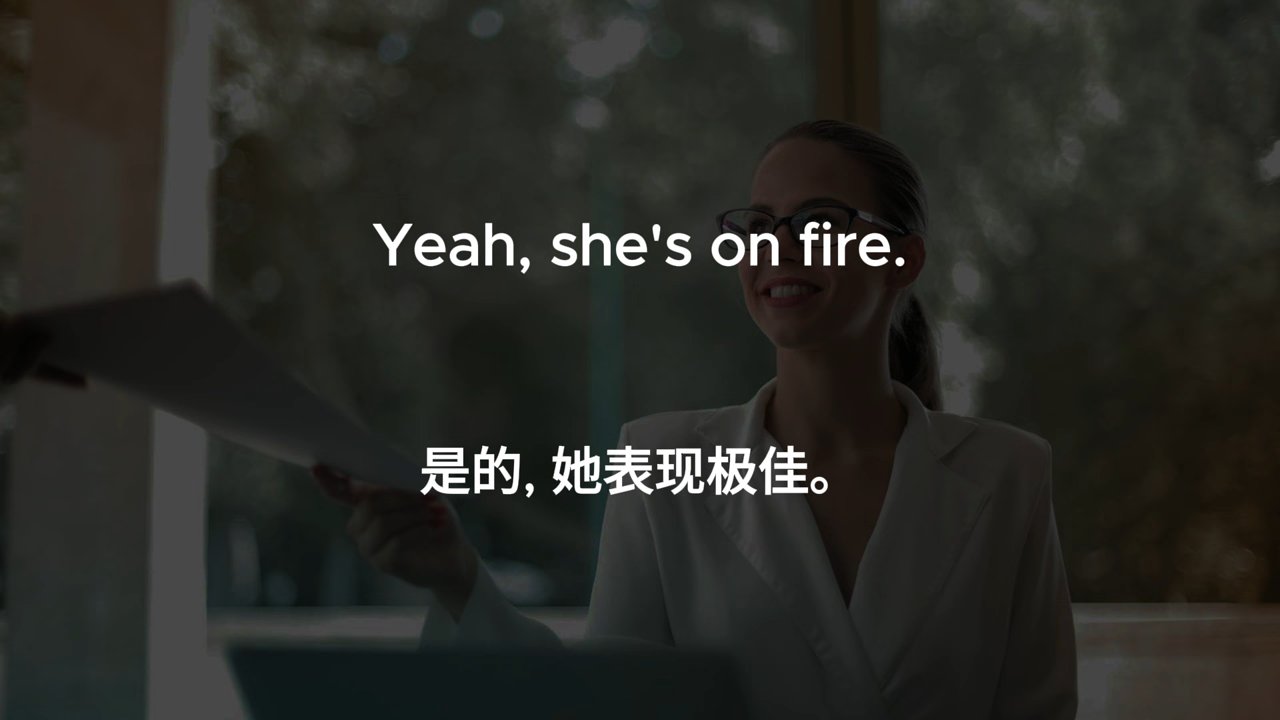 Yeah, she's on fire.
是的, 她表现极佳。